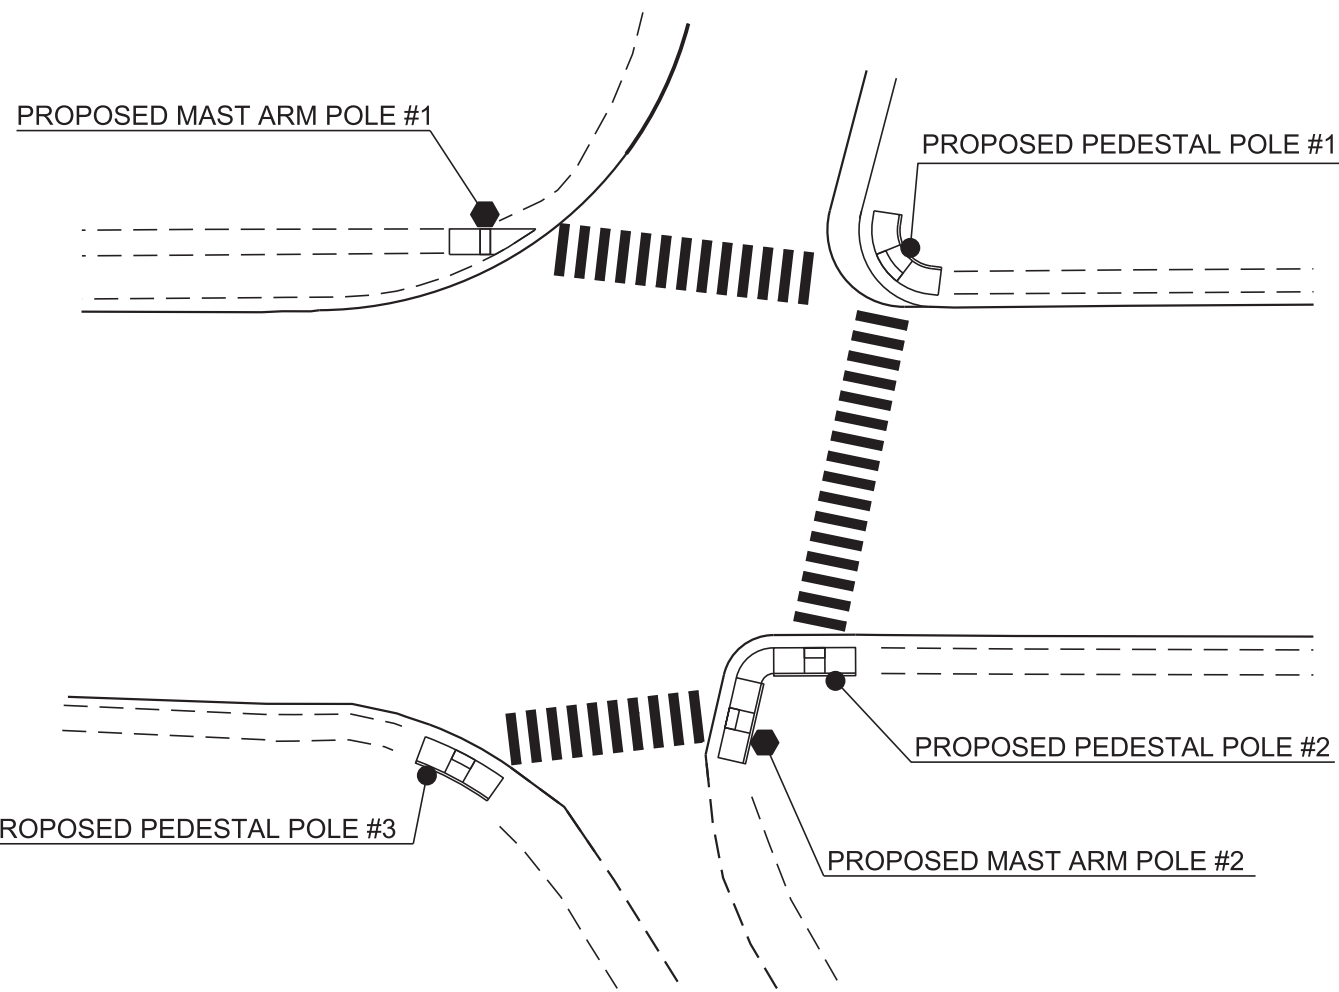 PROPOSED MAST ARM POLE #1
PROPOSED PEDESTAL POLE #1
PROPOSED PEDESTAL POLE #2
ROPOSED PEDESTAL POLE #3
PROPOSED MAST ARM POLE #2